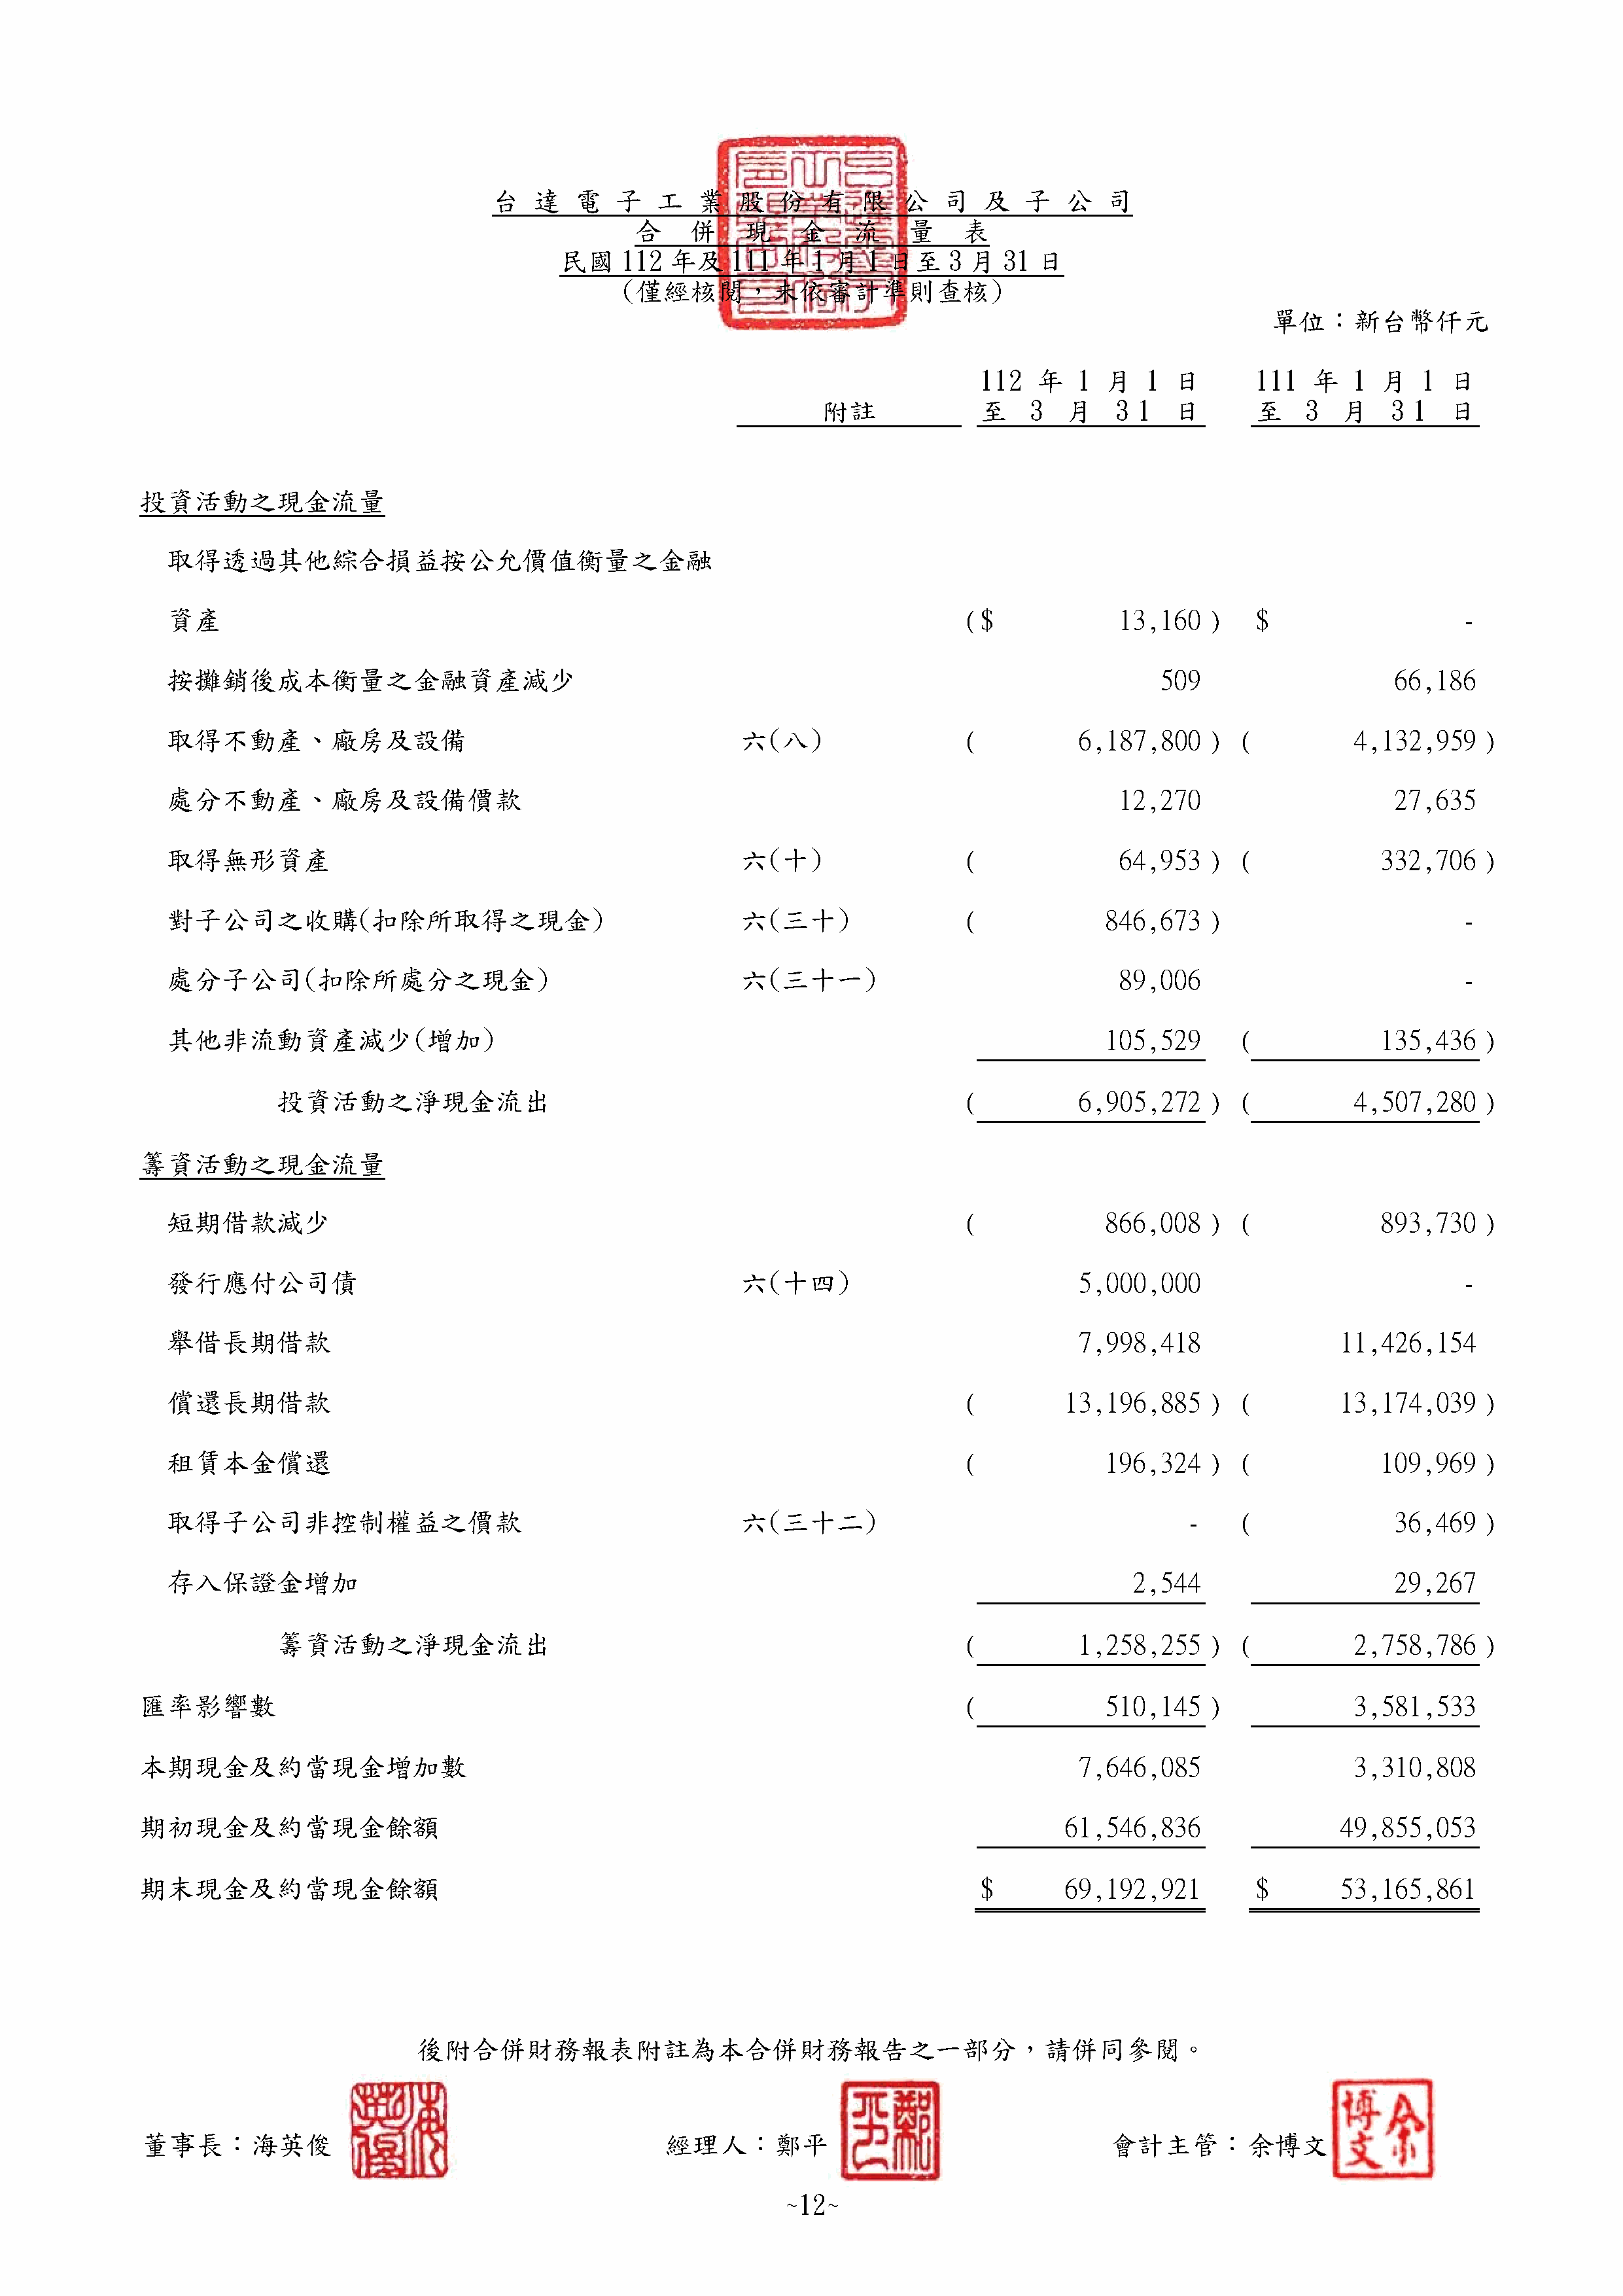 台達電子工業股份有限公司及子公司
合併現金流量表
民國112年及111年1月1日至3月31日
(僅經核閱，未依審計準則查核)
單位：新台幣仟元
112年1月1日 111年1月1日
附註 至3月31日 至3月31日
投資活動之現金流量
取得透過其他綜合損益按公允價值衡量之金融
資產 ($ 13,160) $ -
按攤銷後成本衡量之金融資產減少 509 66,186
取得不動產、廠房及設備 六(八) ( 6,187,800) ( 4,132,959)
處分不動產、廠房及設備價款 12,270 27,635
取得無形資產 六(十) ( 64,953) ( 332,706)
對子公司之收購(扣除所取得之現金) 六(三十) ( 846,673) -
處分子公司(扣除所處分之現金) 六(三十一) 89,006 -
其他非流動資產減少(增加) 105,529 ( 135,436)
投資活動之淨現金流出 ( 6,905,272) ( 4,507,280)
籌資活動之現金流量
短期借款減少 ( 866,008) ( 893,730)
發行應付公司債 六(十四) 5,000,000 -
舉借長期借款 7,998,418 11,426,154
償還長期借款 ( 13,196,885) ( 13,174,039)
租賃本金償還 ( 196,324) ( 109,969)
取得子公司非控制權益之價款 六(三十二) - ( 36,469)
存入保證金增加 2,544 29,267
籌資活動之淨現金流出 ( 1,258,255) ( 2,758,786)
匯率影響數 ( 510,145) 3,581,533
本期現金及約當現金增加數 7,646,085 3,310,808
期初現金及約當現金餘額 61,546,836 49,855,053
期末現金及約當現金餘額 $ 69,192,921 $ 53,165,861
後附合併財務報表附註為本合併財務報告之一部分，請併同參閱。
董事長：海英俊 經理人：鄭平 會計主管：余博文
~12~